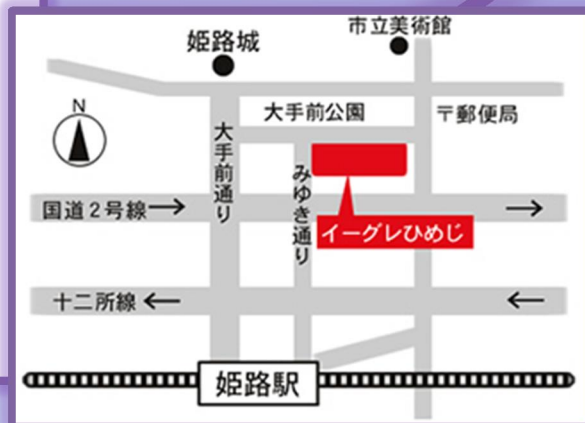 市立美術館
姫路城
N
大手前公園
〒郵便局
大手前通り
みゆき通り
国道2号線→
→
イーグレひめじ
十二所線←
←
姫路駅